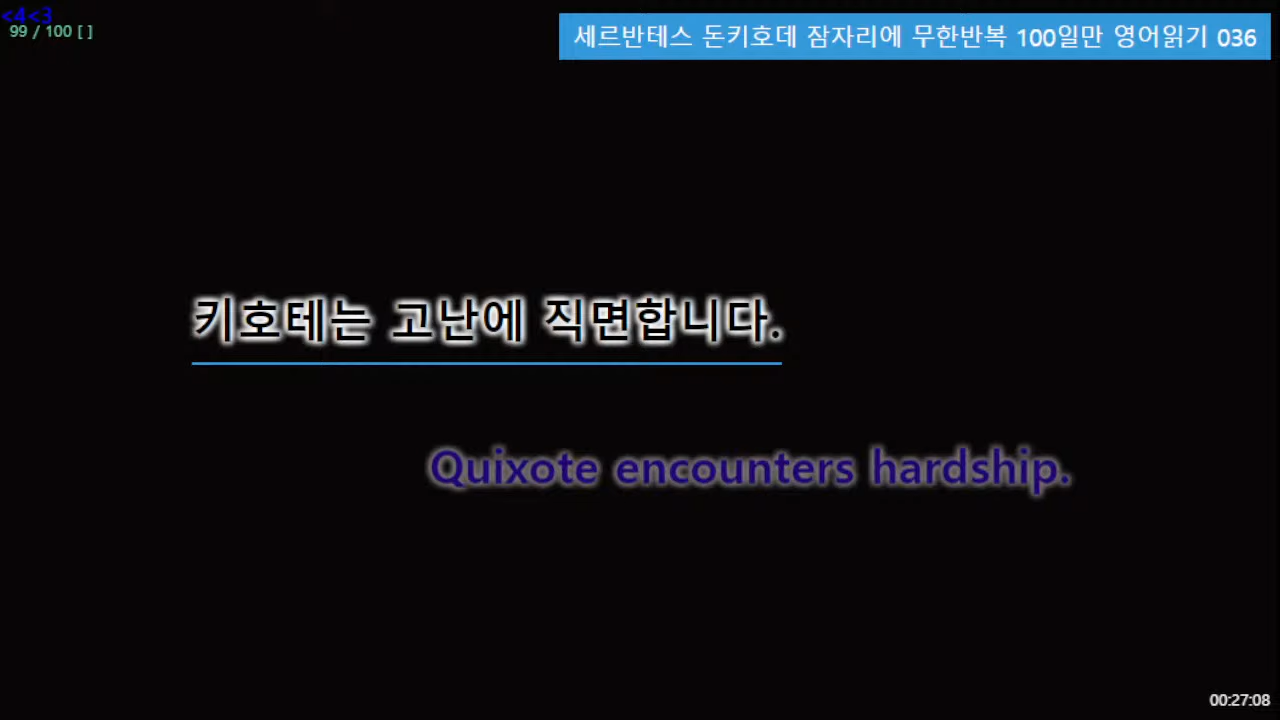 <4<3
99 / 100 [ ]
세르반테스 돈키호데 잠자리에 무한반복 100일만 영어읽기 036
키호테는 고난에 직면합니다.
Quixote encounters hardship.
00:27:08